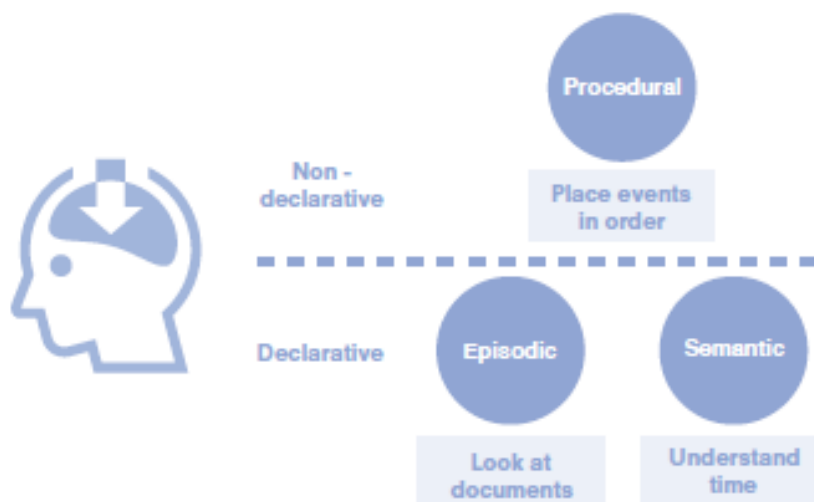 Procedural
Non -
declarative
Place events
in order
Declarative
Episodic
Semantic
Look at
documents
Understand
time